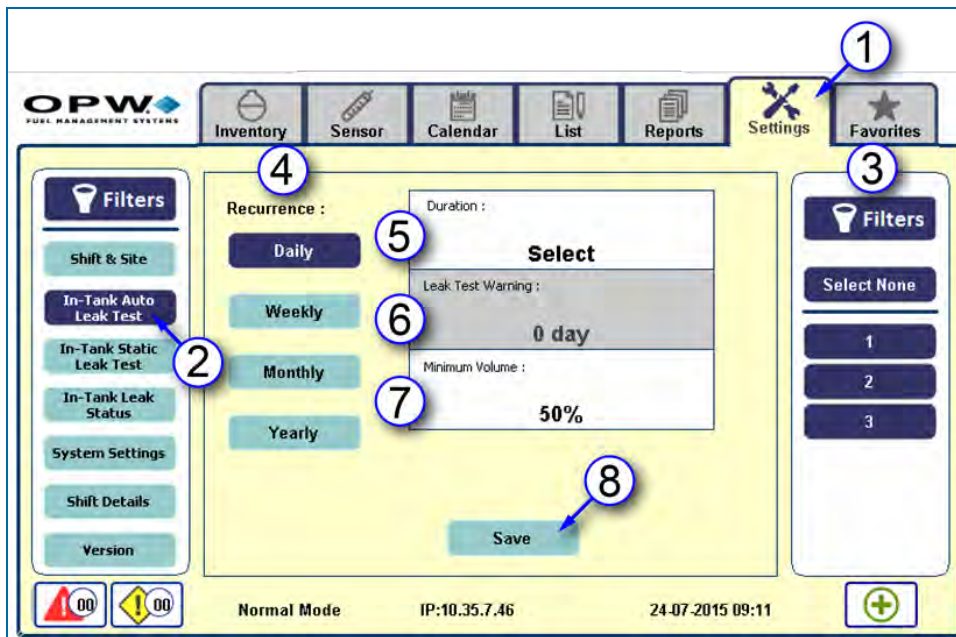 1
OPW
FUEL MANAGEMENT SYSTEMS
Inventory
Sensor
Calendar
List
Reports
Settings
Favorites
Filters
Shift & Site
In-Tank Auto
Leak Test
2
In-Tank Static
Leak Test
In-Tank Leak
Status
System Settings
Shift Details
Version
4
Recurrence :
Daily
Weekly
Monthly
Yearly
5
Duration :
Select
6
Leak Test Warning :
0 day
7
Minimum Volume :
50%
8
Save
3
Filters
Select None
1
2
3
00
00
Normal Mode
IP:10.35.7.46
24-07-2015 09:11